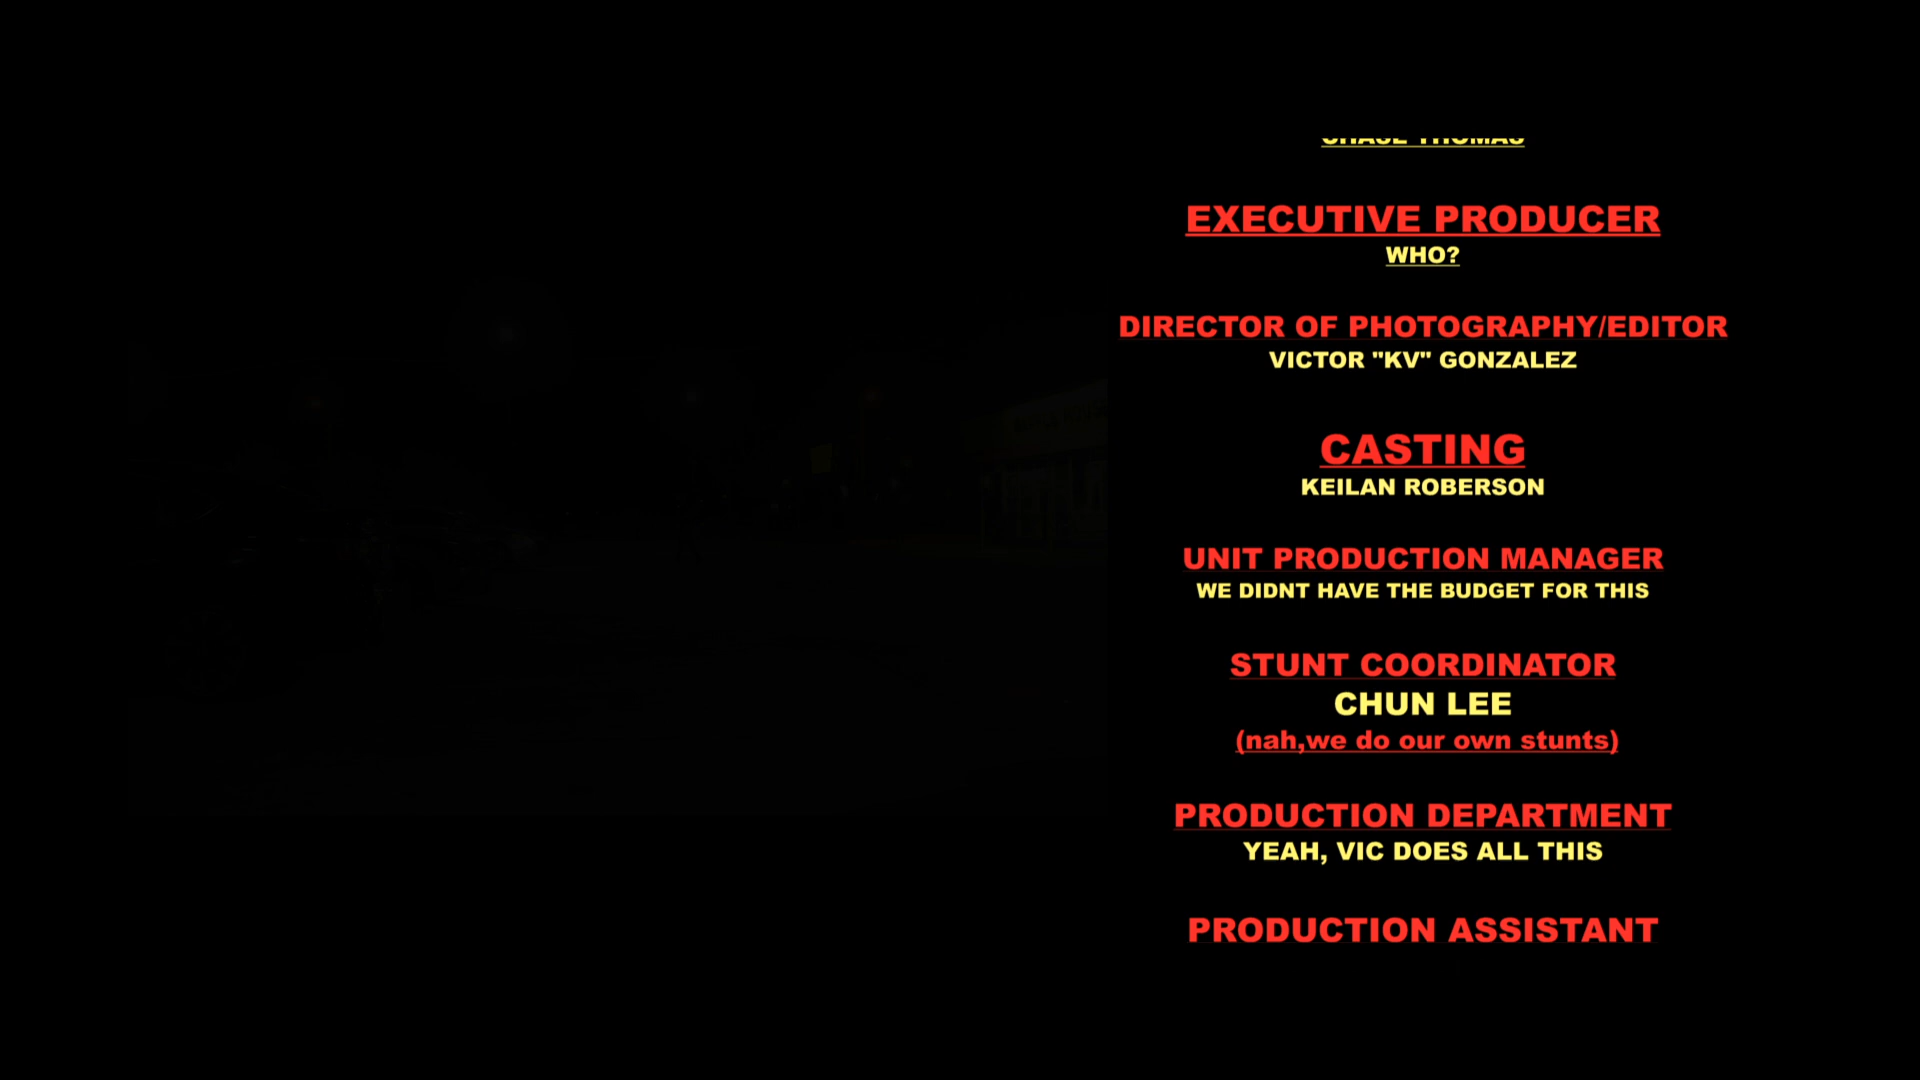 CHASE THOMAS
EXECUTIVE PRODUCER
WHO?
DIRECTOR OF PHOTOGRAPHY/EDITOR
VICTOR "KV" GONZALEZ
CASTING
KEILAN ROBERSON
UNIT PRODUCTION MANAGER
WE DIDNT HAVE THE BUDGET FOR THIS
STUNT COORDINATOR
CHUN LEE
(nah,we do our own stunts)
PRODUCTION DEPARTMENT
YEAH, VIC DOES ALL THIS
PRODUCTION ASSISTANT